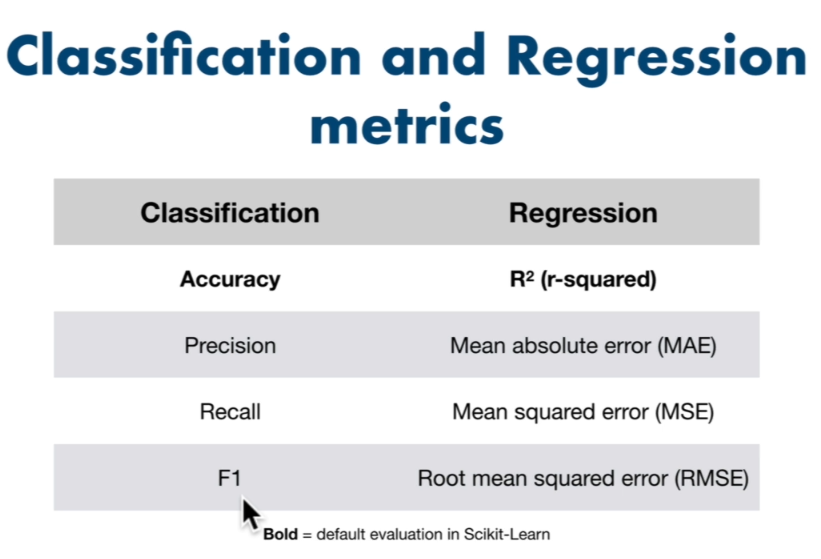 Classification and Regression
metrics
Classification Regression
Accuracy R² (r-squared)
Precision Mean absolute error (MAE)
Recall Mean squared error (MSE)
F1 Root mean squared error (RMSE)
Bold = default evaluation in Scikit-Learn